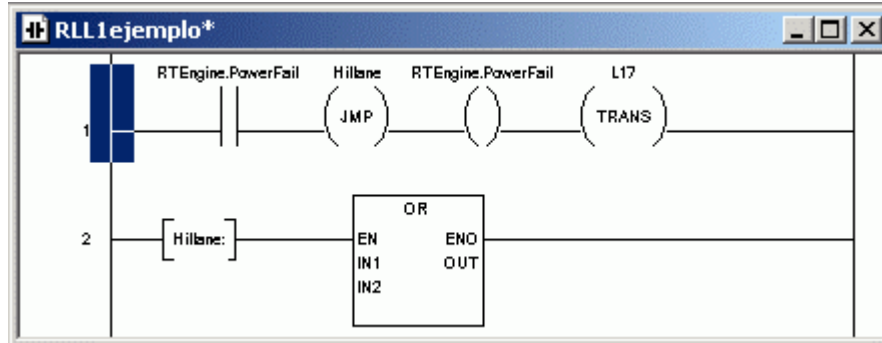 RLL1ejemplo*
RTEngine.PowerFail Hillane RTEngine.PowerFail L17
JMP TRANS
1
OR
2 Hillane: EN ENO
IN1 OUT
IN2